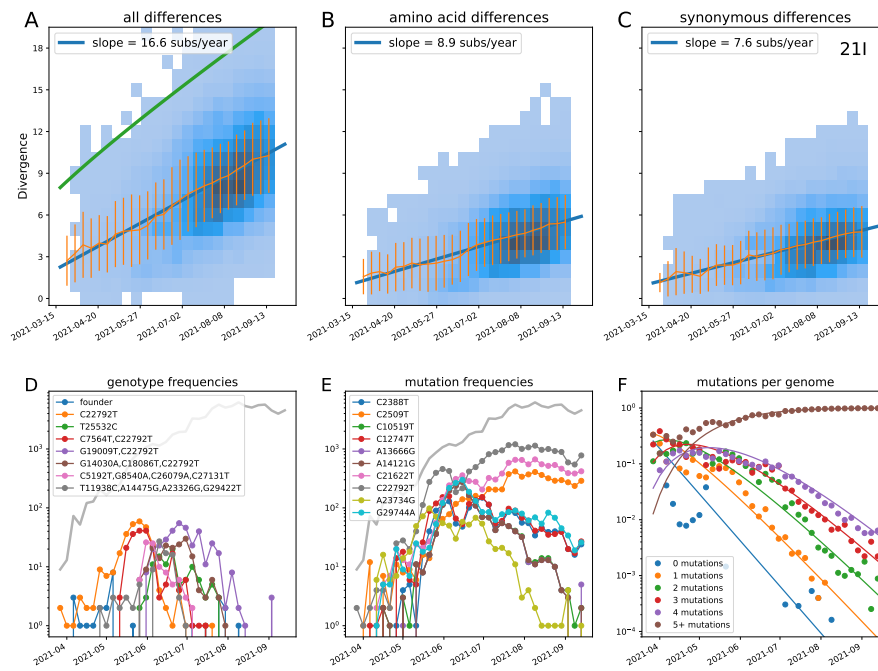 A all differences
B amino acid differences
C synonymous differences
slope = 16.6 subs/year
slope = 8.9 subs/year
slope = 7.6 subs/year
21I
Divergence
18
15
12
9
6
3
0
2021-03-15 2021-04-20 2021-05-27 2021-07-02 2021-08-08 2021-09-13
2021-03-15 2021-04-20 2021-05-27 2021-07-02 2021-08-08 2021-09-13
2021-03-15 2021-04-20 2021-05-27 2021-07-02 2021-08-08 2021-09-13
D genotype frequencies
founder
C22792T
T25532C
C7564T,C22792T
G19009T,C22792T
G14030A,C18086T,C22792T
C5192T,G8540A,C26079A,C27131T
T11938C,A14475G,A23326G,G29422T
10³
10²
10¹
10⁰
2021-04 2021-05 2021-06 2021-07 2021-08 2021-09
E mutation frequencies
C2388T
C2509T
C10519T
C12747T
A13666G
A14121G
C21622T
C22792T
A23734G
G29744A
10³
10²
10¹
10⁰
2021-04 2021-05 2021-06 2021-07 2021-08 2021-09
F mutations per genome
10⁰
10⁻¹
10⁻²
10⁻³
10⁻⁴
0 mutations
1 mutations
2 mutations
3 mutations
4 mutations
5+ mutations
2021-04 2021-05 2021-06 2021-07 2021-08 2021-09